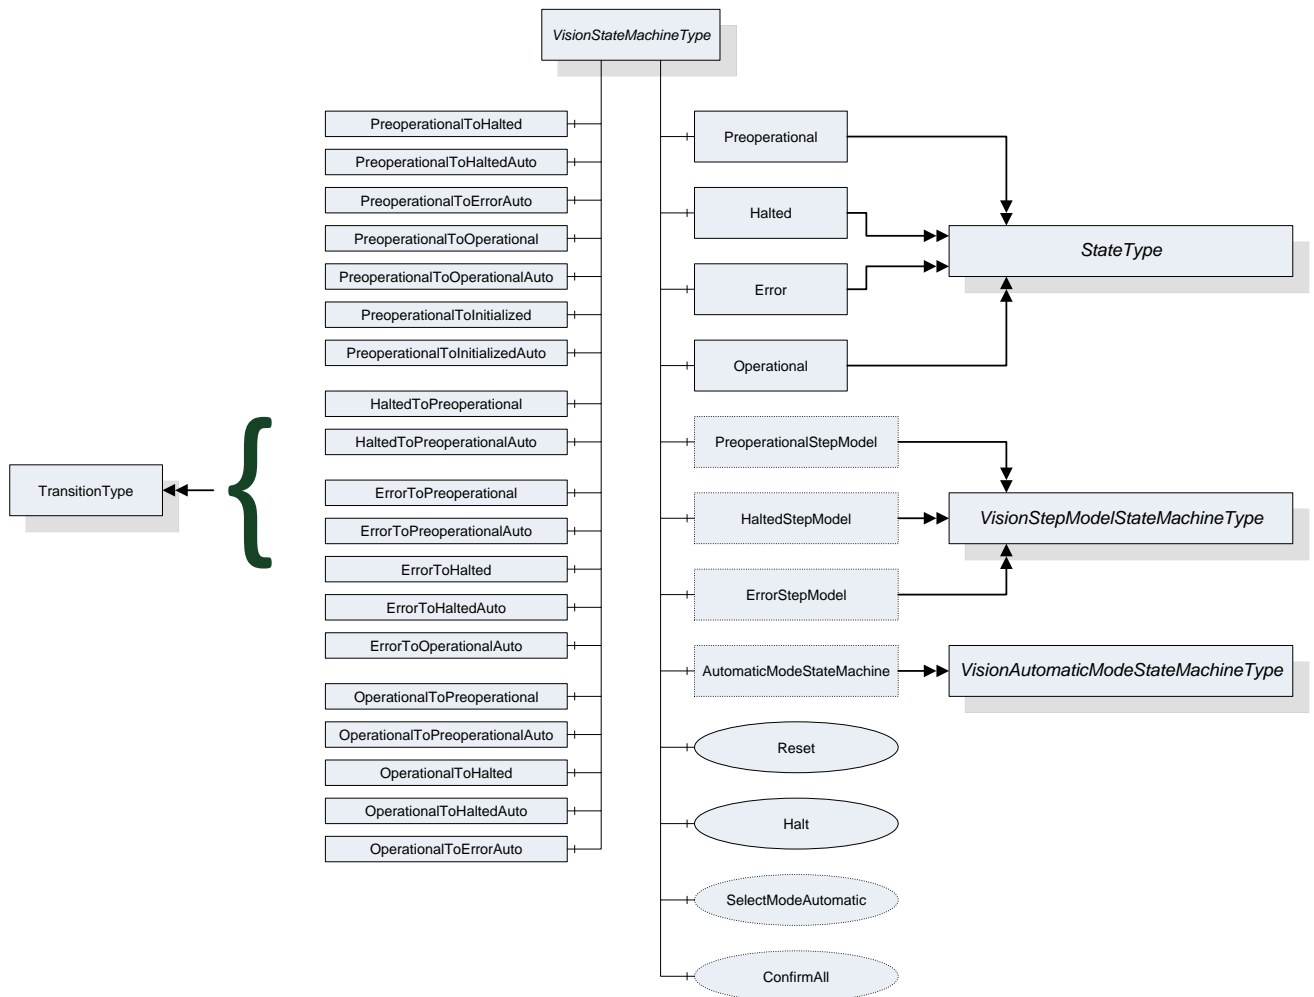 VisionStateMachineType
PreoperationalToHalted
PreoperationalToHaltedAuto
PreoperationalToErrorAuto
PreoperationalToOperational
PreoperationalToOperationalAuto
PreoperationalToInitialized
PreoperationalToInitializedAuto
HaltedToPreoperational
HaltedToPreoperationalAuto
ErrorToPreoperational
ErrorToPreoperationalAuto
ErrorToHalted
ErrorToHaltedAuto
ErrorToOperationalAuto
OperationalToPreoperational
OperationalToPreoperationalAuto
OperationalToHalted
OperationalToHaltedAuto
OperationalToErrorAuto
TransitionType
{
Preoperational
Halted
Error
Operational
StateType
PreoperationalStepModel
HaltedStepModel
ErrorStepModel
VisionStepModelStateMachineType
AutomaticModeStateMachine
VisionAutomaticModeStateMachineType
Reset
Halt
SelectModeAutomatic
ConfirmAll